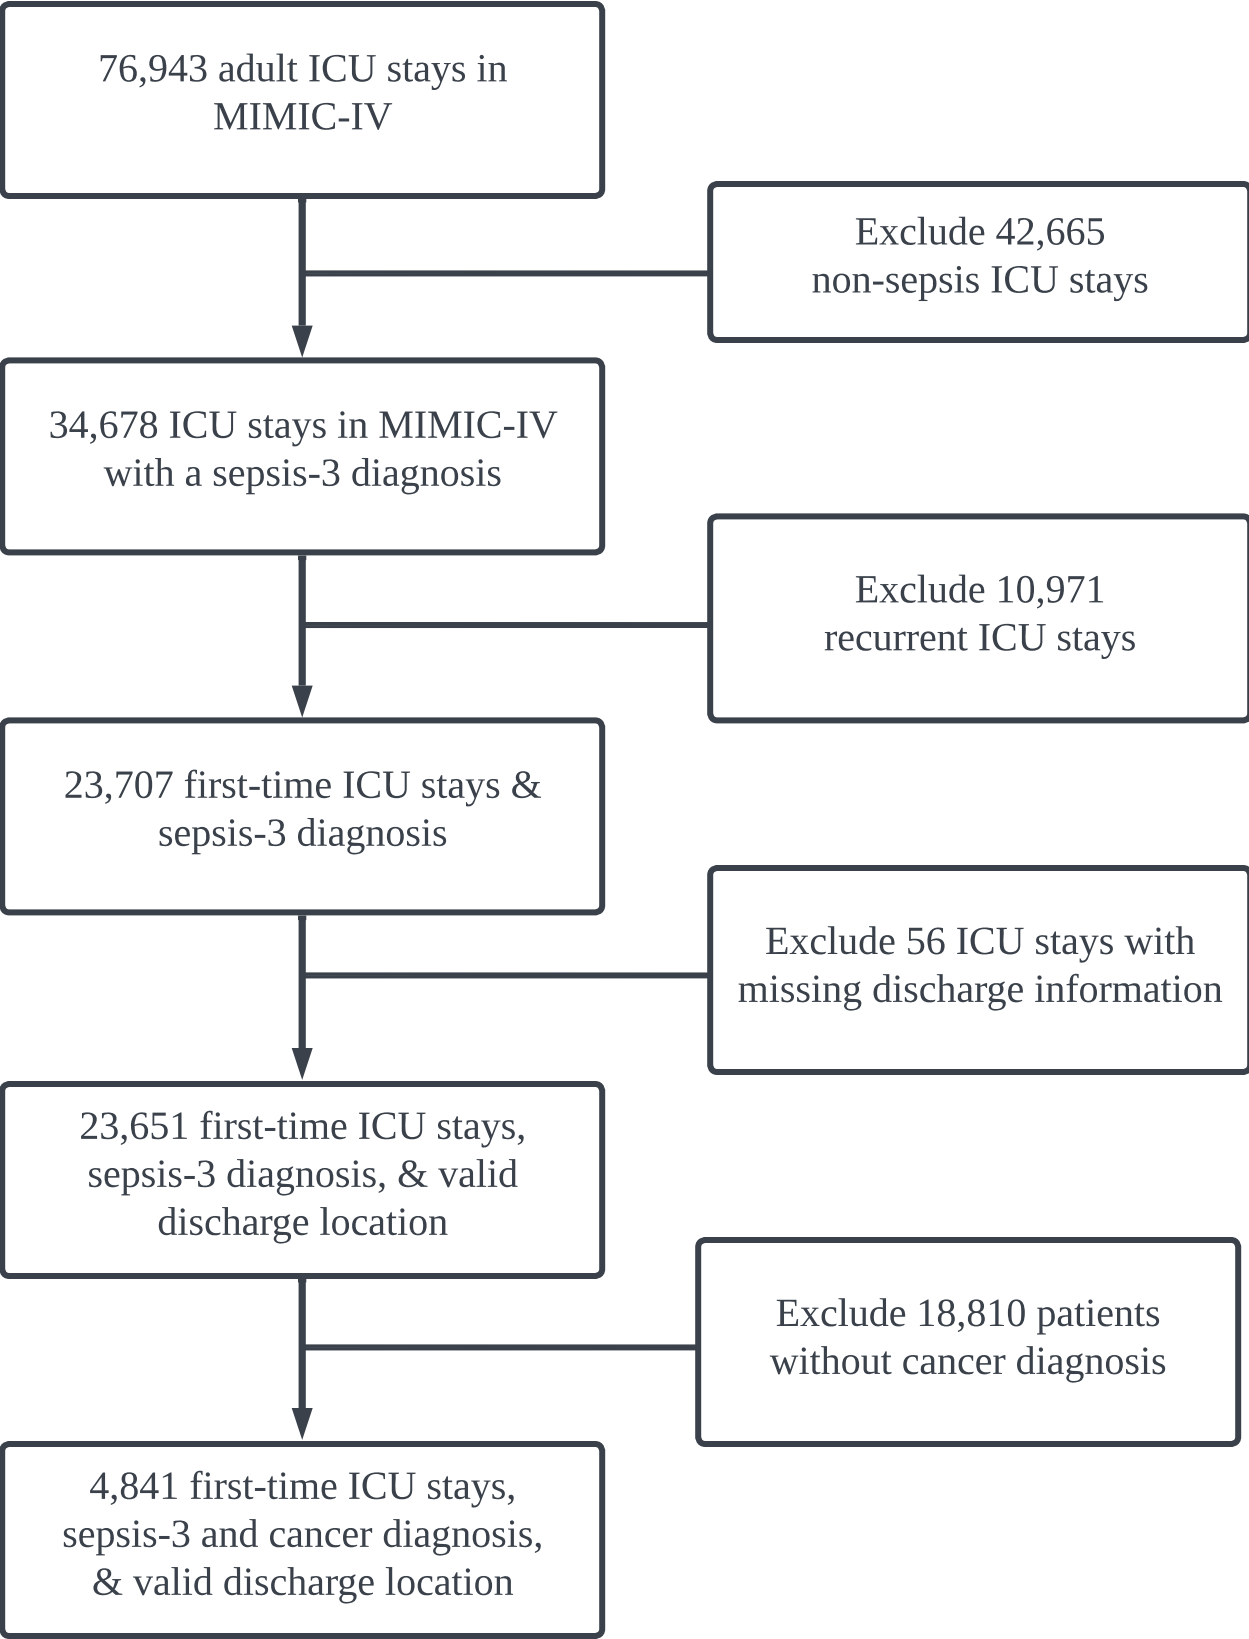 76,943 adult ICU stays in
MIMIC-IV
Exclude 42,665
non-sepsis ICU stays
34,678 ICU stays in MIMIC-IV
with a sepsis-3 diagnosis
Exclude 10,971
recurrent ICU stays
23,707 first-time ICU stays &
sepsis-3 diagnosis
Exclude 56 ICU stays with
missing discharge information
23,651 first-time ICU stays,
sepsis-3 diagnosis, & valid
discharge location
Exclude 18,810 patients
without cancer diagnosis
4,841 first-time ICU stays,
sepsis-3 and cancer diagnosis,
& valid discharge location